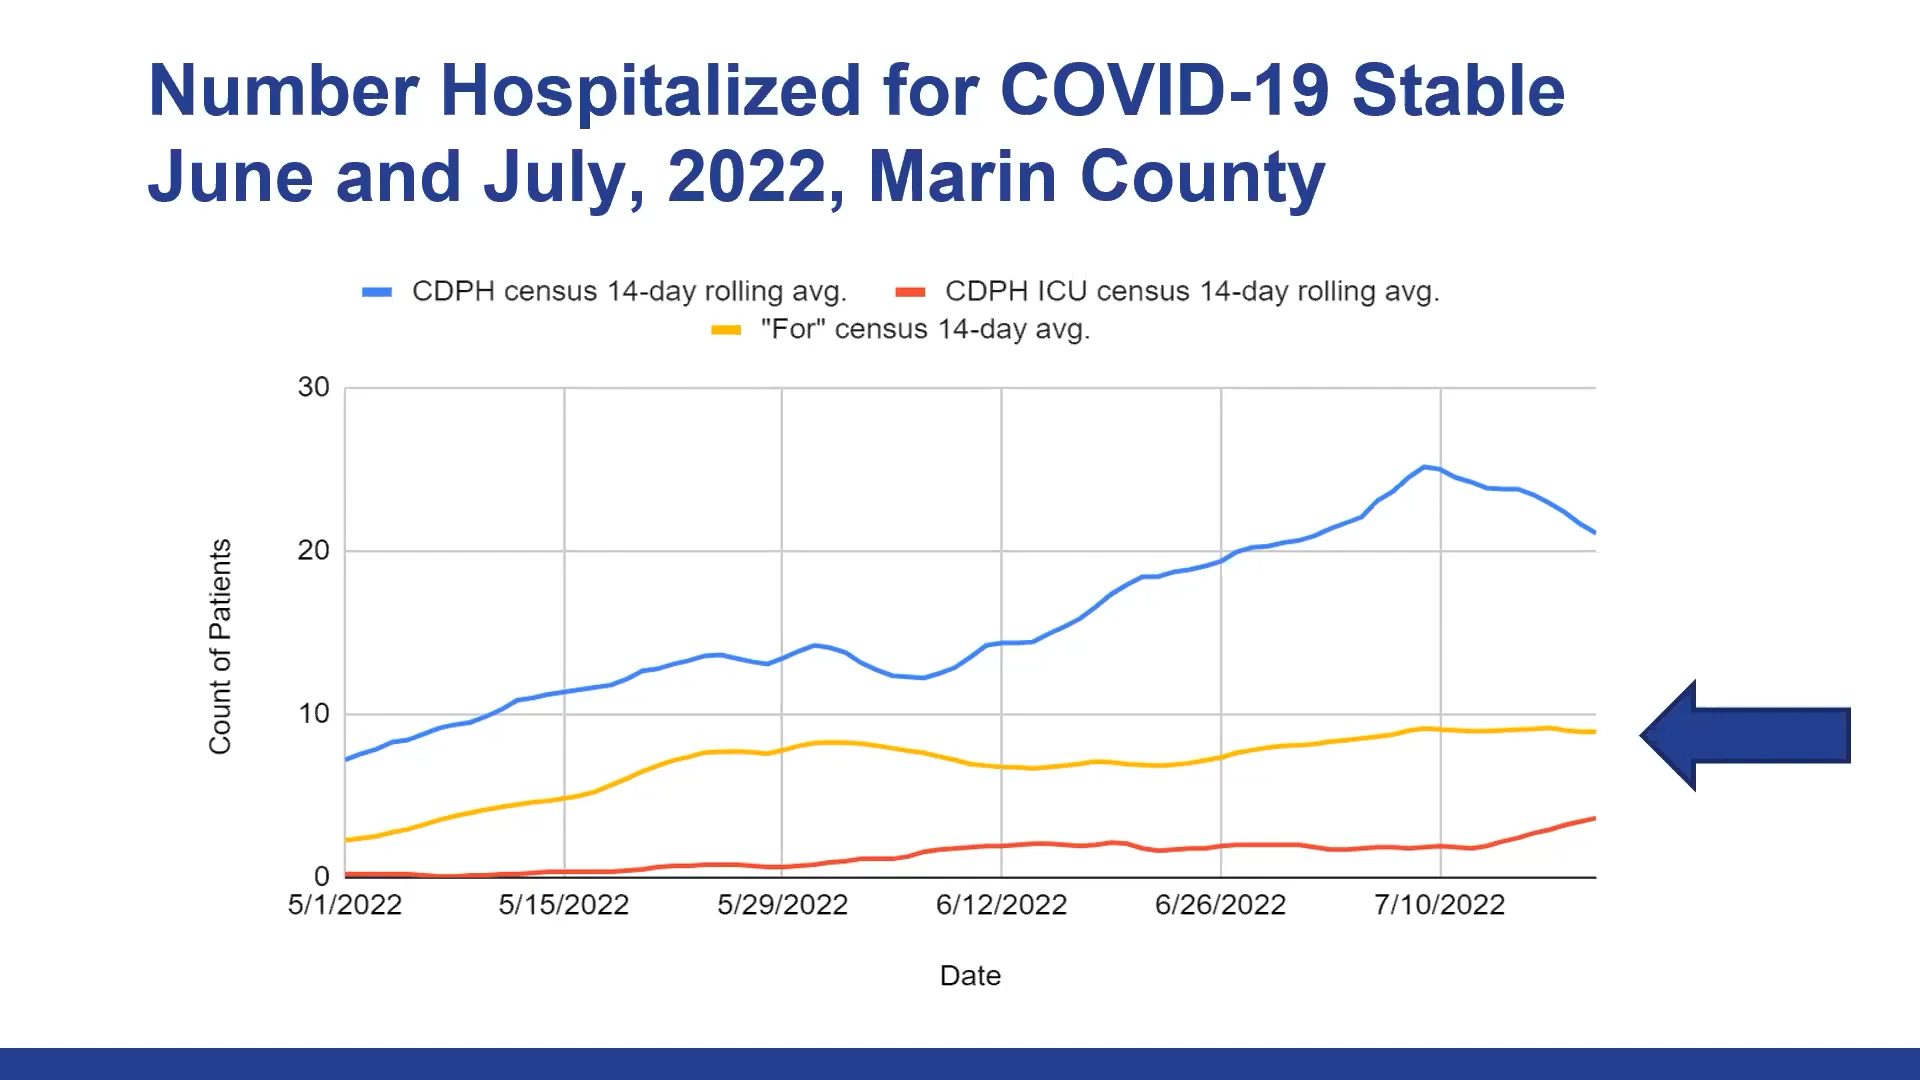 Number Hospitalized for COVID-19 Stable
June and July, 2022, Marin County
CDPH census 14-day rolling avg.
CDPH ICU census 14-day rolling avg.
"For" census 14-day avg.
30
20
10
0
Count of Patients
5/1/2022
5/15/2022
5/29/2022
6/12/2022
6/26/2022
7/10/2022
Date